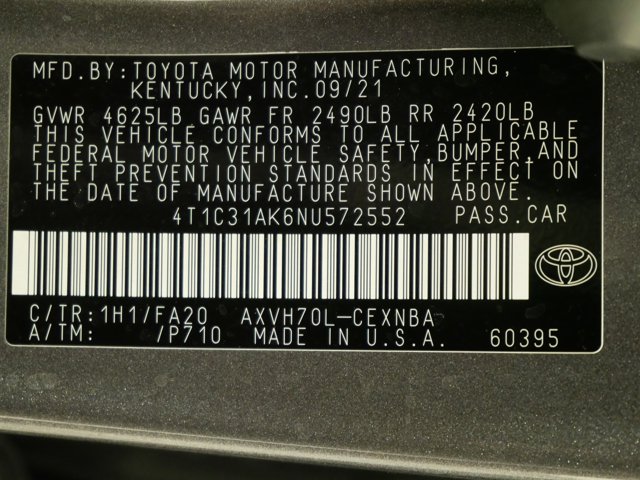 MFD.BY:TOYOTA MOTOR MANUFACTURING,
KENTUCKY,INC.09/21
GVWR 4625LB GAWR FR 2490LB RR 2420LB
THIS VEHICLE CONFORMS TO ALL APPLICABLE
FEDERAL MOTOR VEHICLE SAFETY,BUMPER,AND
THEFT PREVENTION STANDARDS IN EFFECT ON
THE DATE OF MANUFACTURE SHOWN ABOVE.
4T1C31AK6NU572552 PASS.CAR
C/TR:1H1/FA20 AXVH70L-CEXNBA
A/TM: /P710 MADE IN U.S.A. 60395